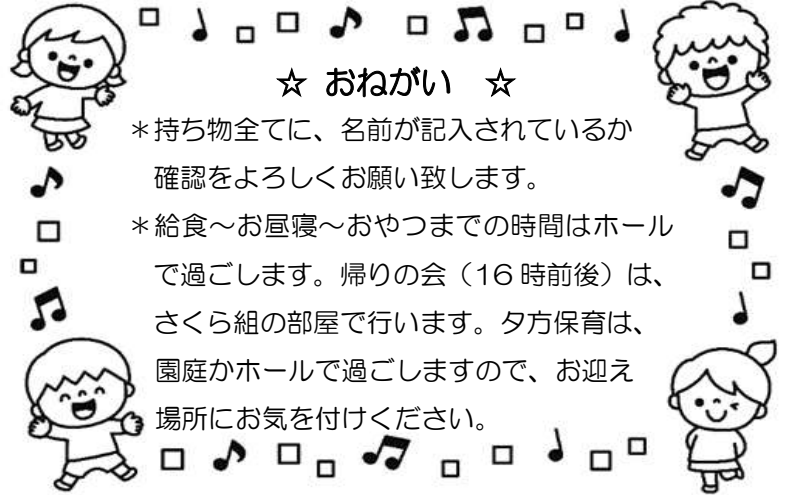 ☆ おねがい ☆
＊持ち物全てに、名前が記入されているか
確認をよろしくお願い致します。
＊給食～お昼寝～おやつまでの時間はホール
で過ごします。帰りの会（16時前後）は、
さくら組の部屋で行います。夕方保育は、
園庭かホールで過ごしますので、お迎え
場所にお気を付けください。